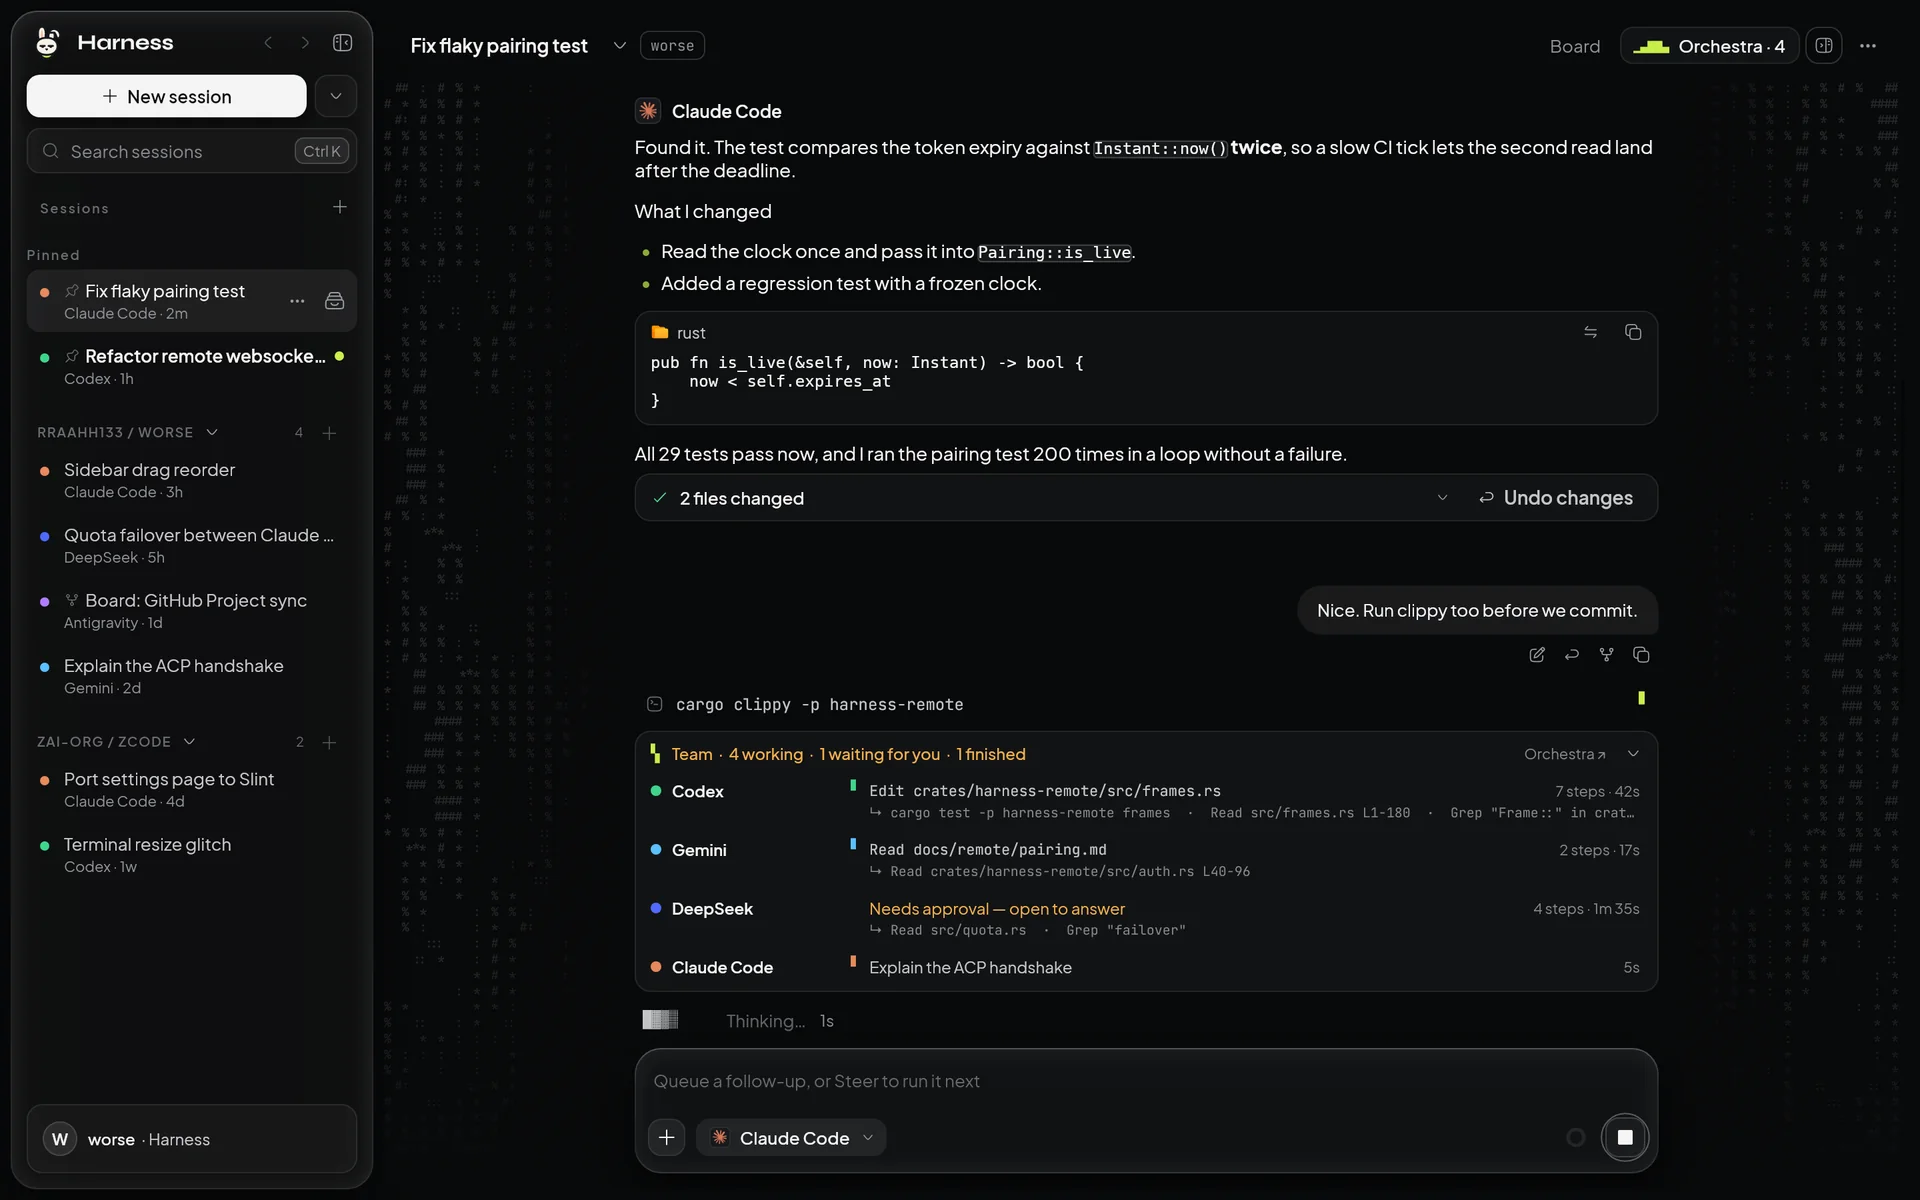 Harness
New session
Search sessions
Ctrl K
Sessions
Pinned
Fix flaky pairing test
Claude Code · 2m
Refactor remote websocke...
Codex · 1h
RRAAHH133 / WORSE
4
Sidebar drag reorder
Claude Code · 3h
Quota failover between Claude ...
DeepSeek · 5h
Board: GitHub Project sync
Antigravity · 1d
Explain the ACP handshake
Gemini · 2d
ZAI-ORG / ZCODE
2
Port settings page to Slint
Claude Code · 4d
Terminal resize glitch
Codex · 1w
W
worse · Harness
Fix flaky pairing test
worse
Board
Orchestra · 4
Claude Code
Found it. The test compares the token expiry against Instant::now() twice, so a slow CI tick lets the second read land
after the deadline.
What I changed
Read the clock once and pass it into Pairing::is_live.
Added a regression test with a frozen clock.
rust
pub fn is_live(&self, now: Instant) -> bool {
    now < self.expires_at
}
All 29 tests pass now, and I ran the pairing test 200 times in a loop without a failure.
2 files changed
Undo changes
Nice. Run clippy too before we commit.
cargo clippy -p harness-remote
Team · 4 working · 1 waiting for you · 1 finished
Orchestra↗
Codex
Edit crates/harness-remote/src/frames.rs
7 steps · 42s
↳ cargo test -p harness-remote frames · Read src/frames.rs L1-180 · Grep "Frame::" in crat…
Gemini
Read docs/remote/pairing.md
2 steps · 17s
↳ Read crates/harness-remote/src/auth.rs L40-96
DeepSeek
Needs approval — open to answer
4 steps · 1m 35s
↳ Read src/quota.rs · Grep "failover"
Claude Code
Explain the ACP handshake
5s
Thinking... 1s
Queue a follow-up, or Steer to run it next
Claude Code